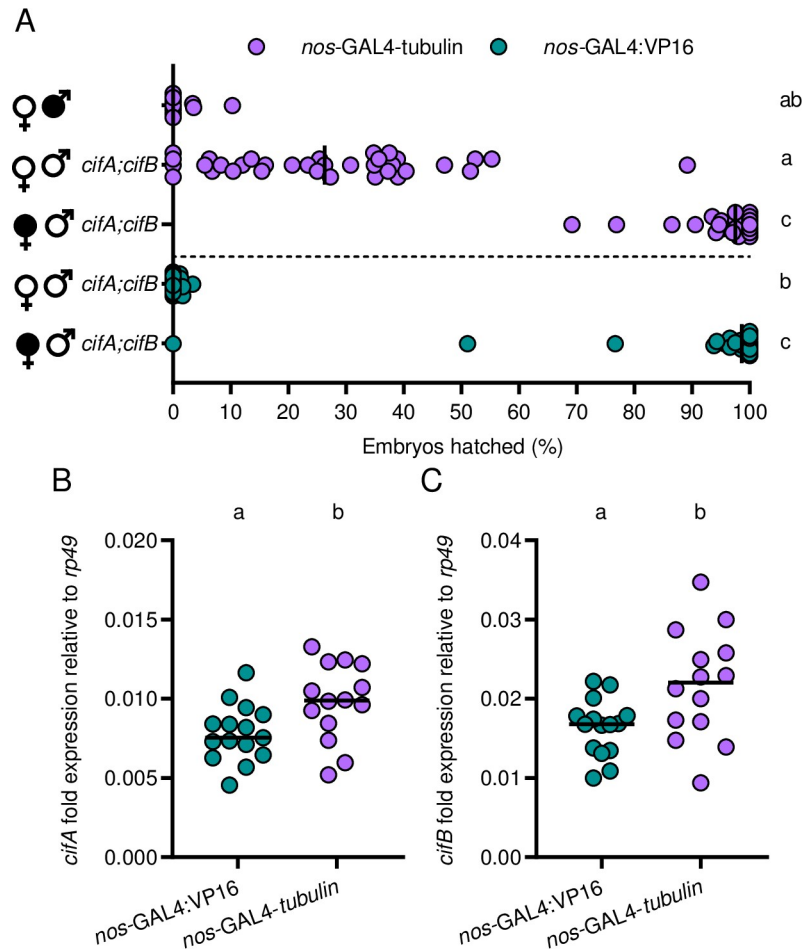 A
nos-GAL4-tubulin nos-GAL4:VP16
ab
cifA;cifB a
cifA;cifB c
cifA;cifB b
cifA;cifB c
0 10 20 30 40 50 60 70 80 90 100
Embryos hatched (%)
B
a b
cifA fold expression relative to rp49
0.020
0.015
0.010
0.005
0.000
nos-GAL4:VP16
nos-GAL4-tubulin
C
a b
cifB fold expression relative to rp49
0.04
0.03
0.02
0.01
0.00
nos-GAL4:VP16
nos-GAL4-tubulin